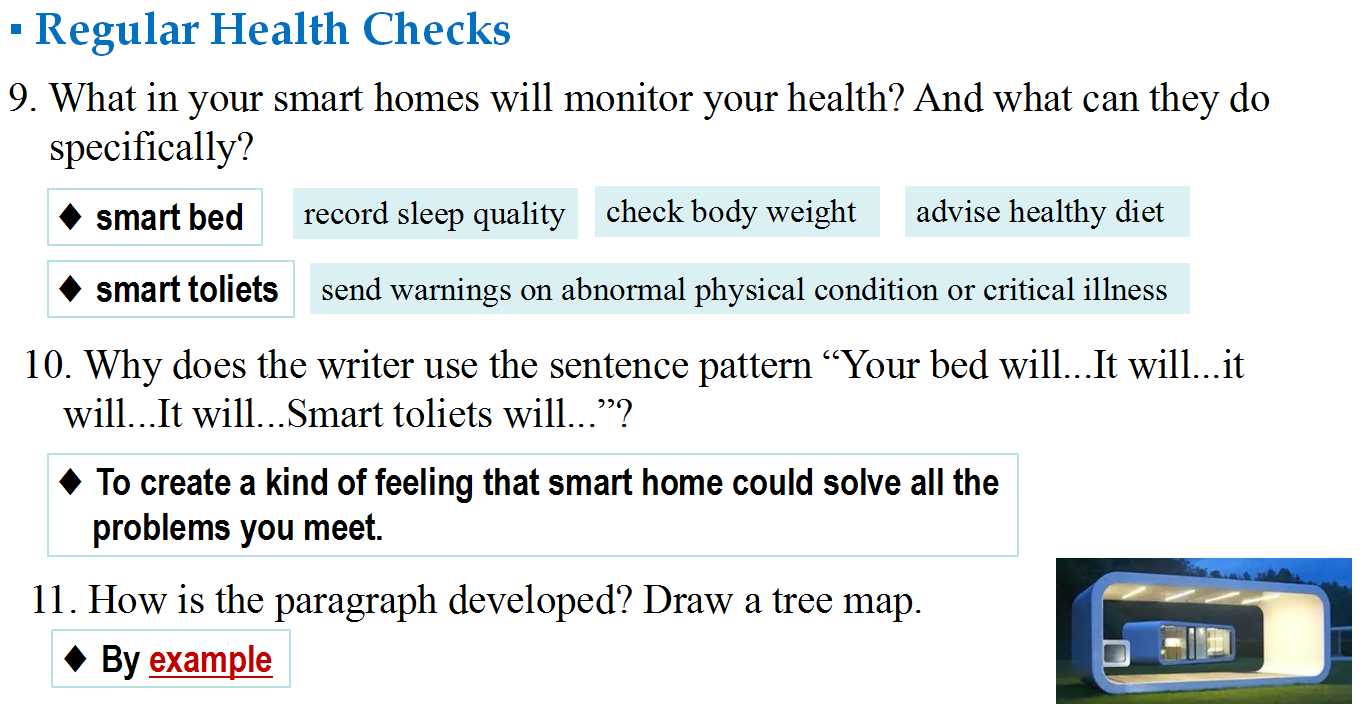 ▪ Regular Health Checks
9. What in your smart homes will monitor your health? And what can they do
specifically?
♦ smart bed record sleep quality check body weight advise healthy diet
♦ smart toliets send warnings on abnormal physical condition or critical illness
10. Why does the writer use the sentence pattern “Your bed will...It will...it
will...It will...Smart toliets will...”?
♦ To create a kind of feeling that smart home could solve all the
problems you meet.
11. How is the paragraph developed? Draw a tree map.
♦ By example